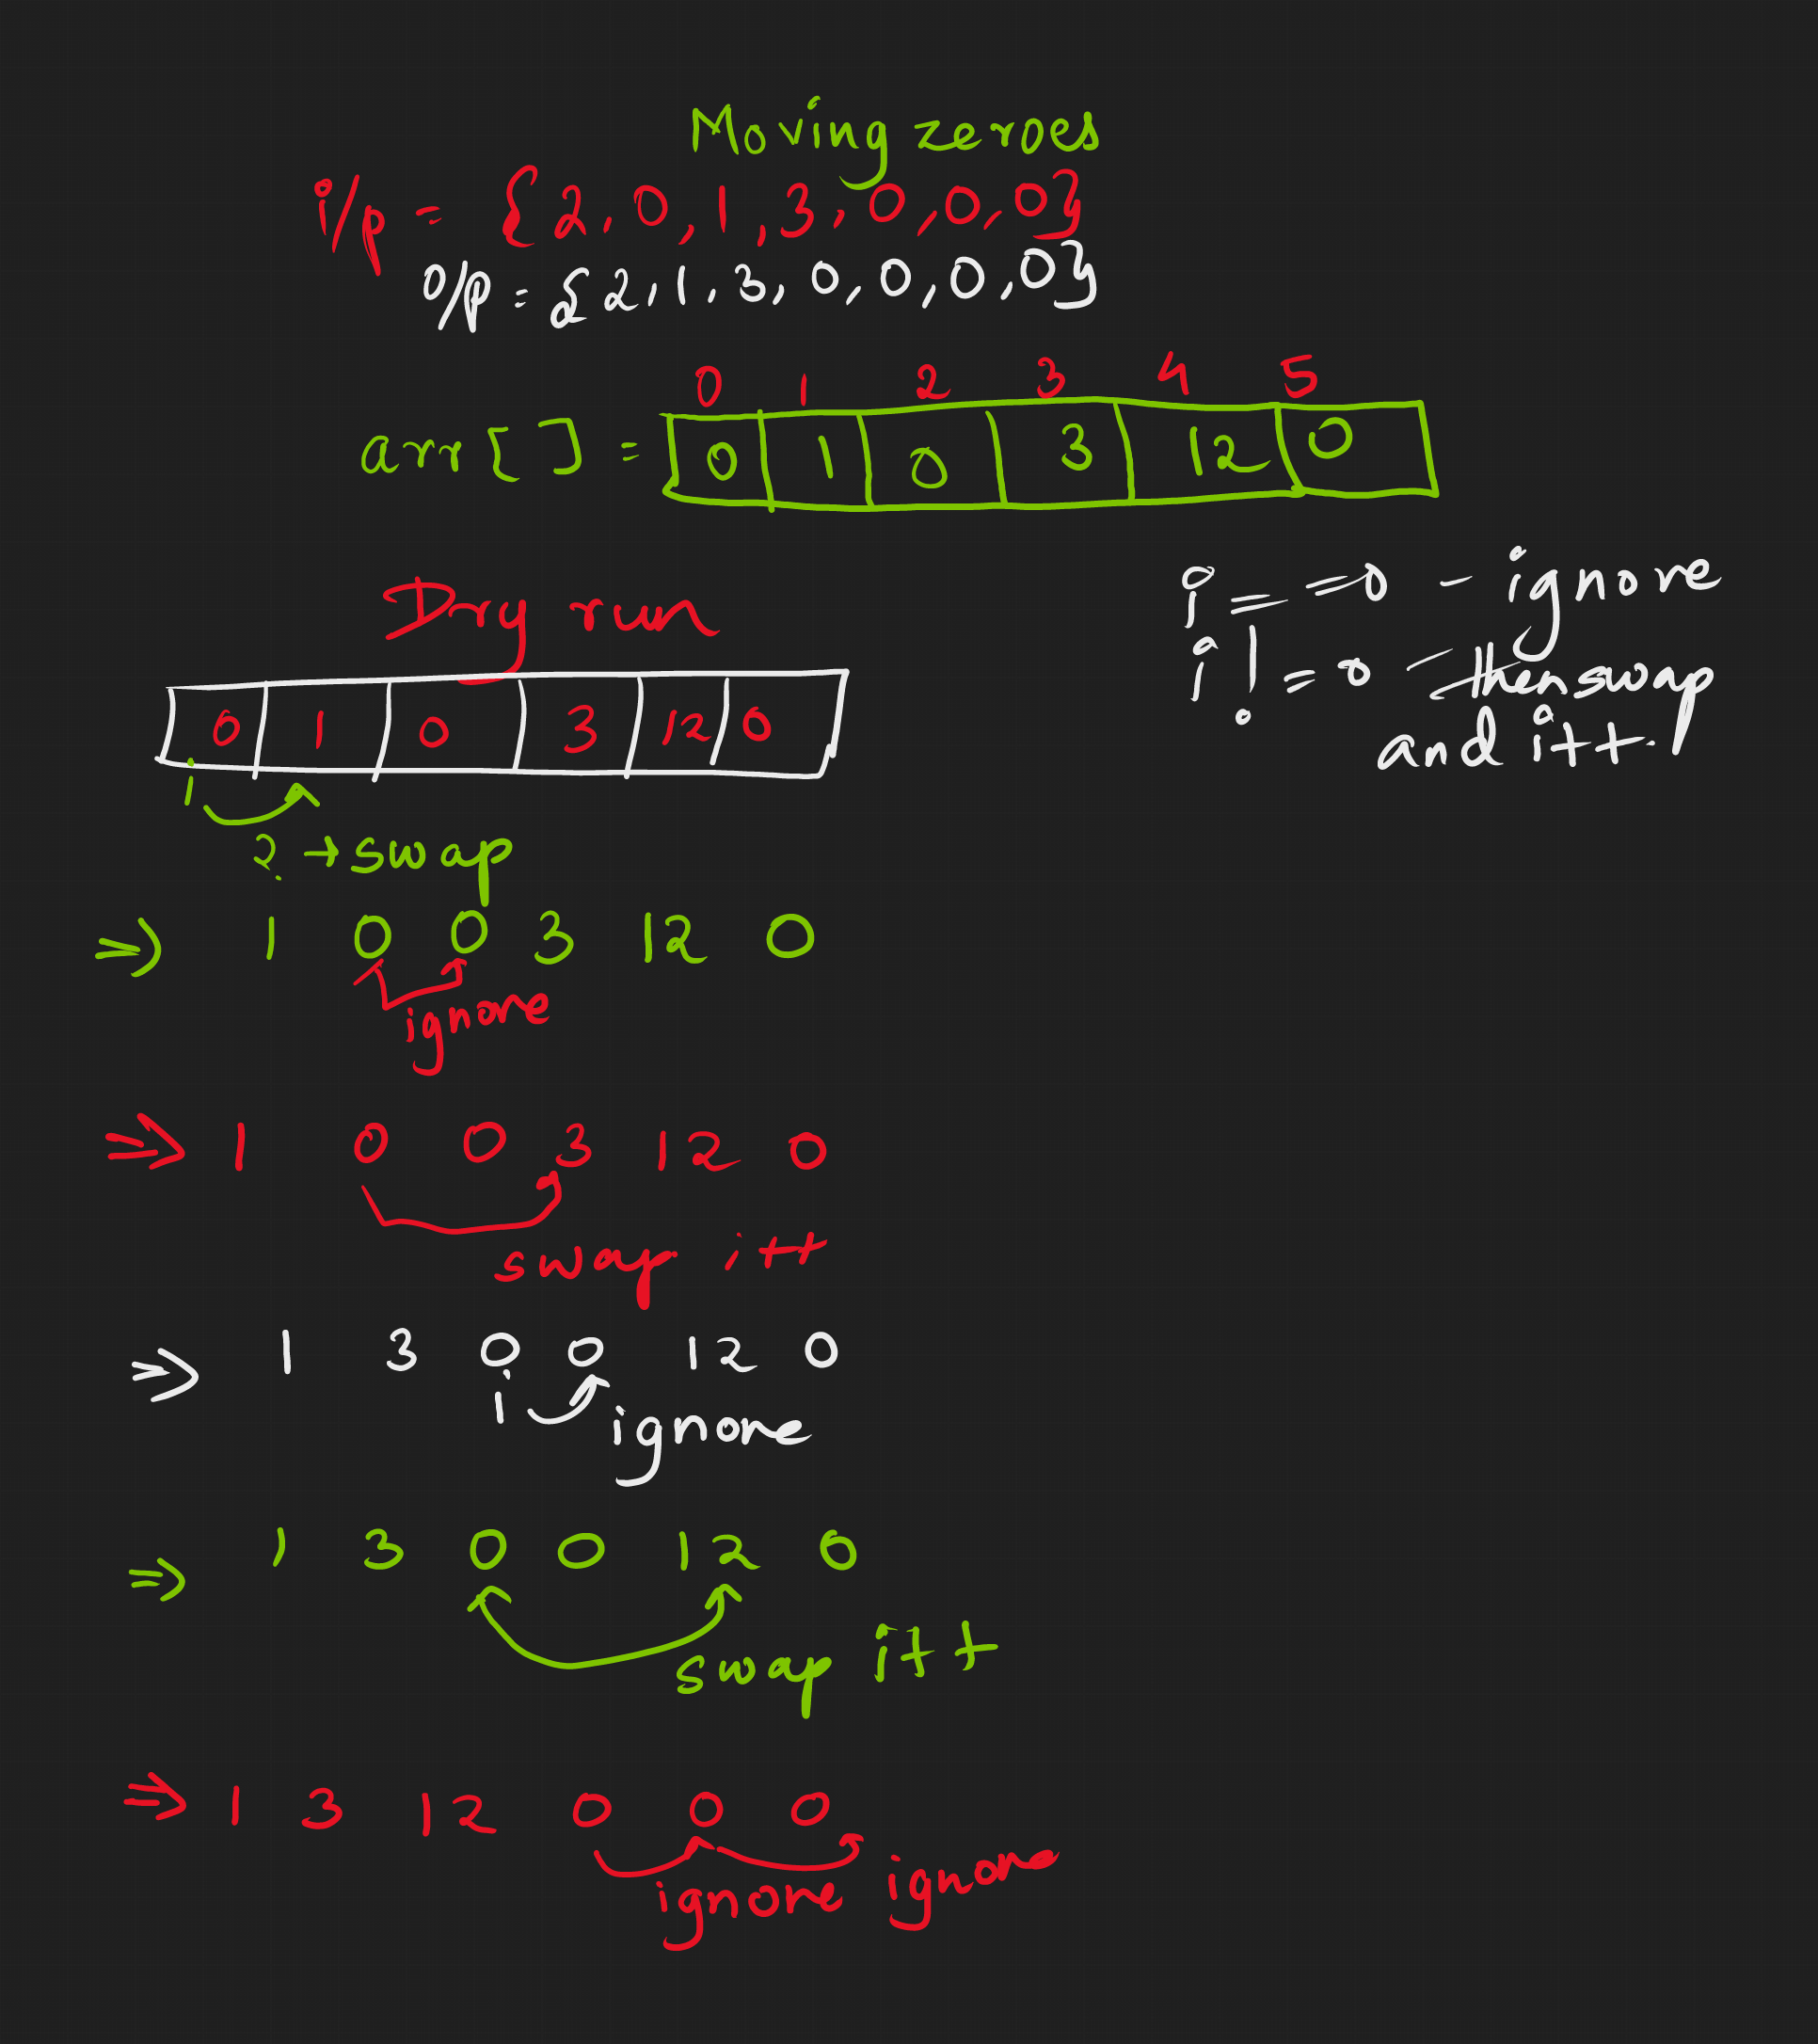 Moving zeroes
i/p = {2,0,1,3,0,0,0}
o/p = {2,1,3,0,0,0,0}
0 1 2 3 4 5
arr[] = 0 1 0 3 12 0
i = =0 - ignore
i != 0 - then swap
and i++.
Dry run
0 1 0 3 12 0
i
? → swap
⇒ 1 0 0 3 12 0
ignore
⇒ 1 0 0 3 12 0
swap i++
⇒ 1 3 0 0 12 0
i ignore
⇒ 1 3 0 0 12 0
swap i++
⇒ 1 3 12 0 0 0
ignore ignore